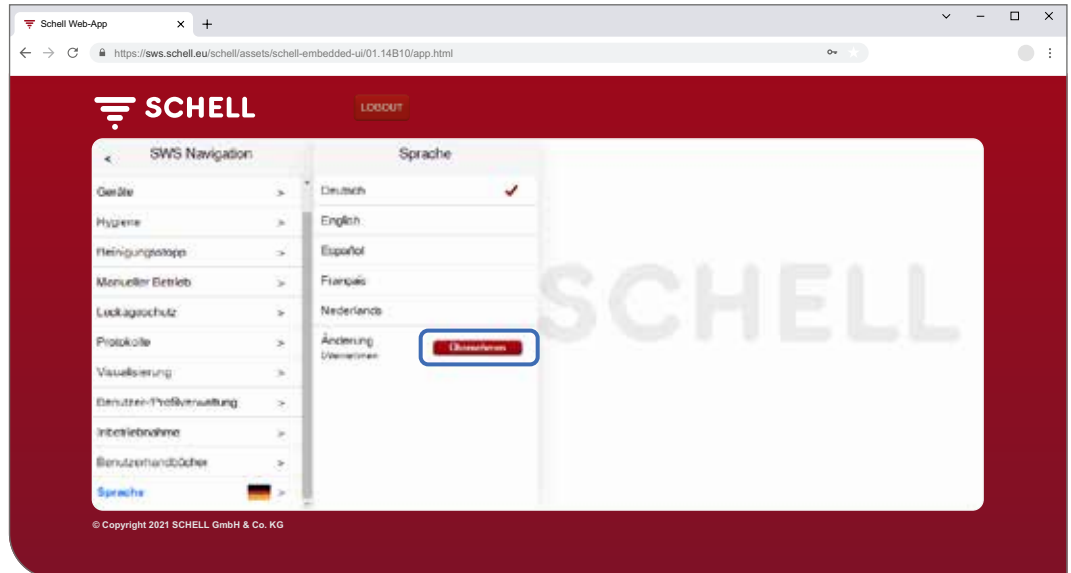 Schell Web-App
https://sws.schell.eu/schell/assets/schell-embedded-ui/01.14B10/app.html
SCHELL
LOGOUT
SWS Navigation
Sprache
Geräte
Hygiene
Reinigungsstopp
Manueller Betrieb
Leckageschutz
Protokolle
Visualisierung
Benutzer-/Profilverwaltung
Inbetriebnahme
Benutzerhandbücher
Sprache
Deutsch
English
Español
Français
Nederlands
Änderung
übernehmen
Übernehmen
SCHELL
© Copyright 2021 SCHELL GmbH & Co. KG